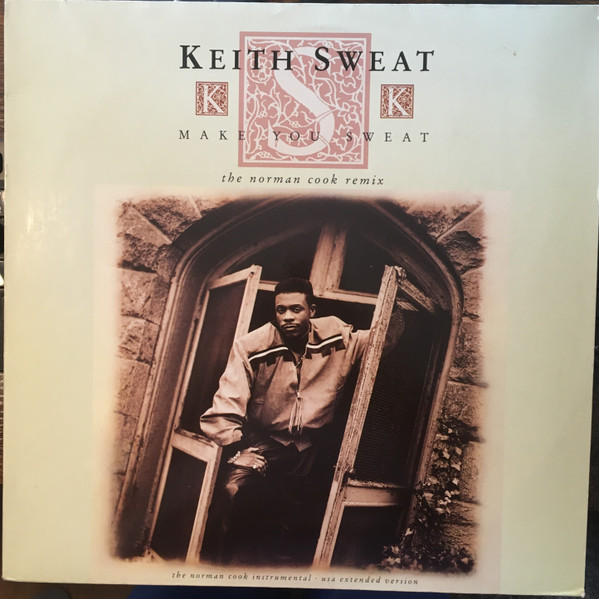 KEITH SWEAT
S
K K
MAKE YOU SWEAT
the norman cook remix
the norman cook instrumental · usa extended version